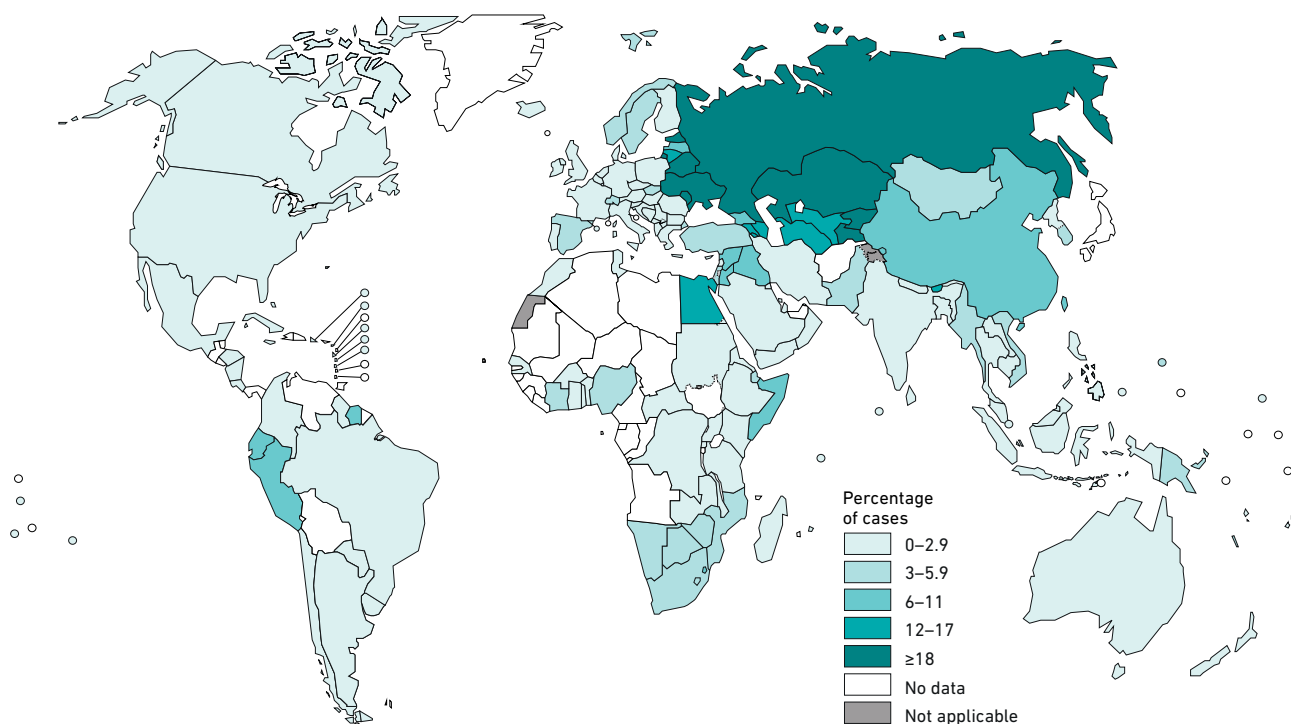 Percentage
of cases
0–2.9
3–5.9
6–11
12–17
≥18
No data
Not applicable